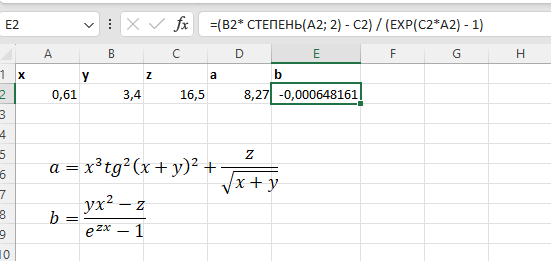 E2 fx =(B2* СТЕПЕНЬ(A2; 2) - C2) / (EXP(C2*A2) - 1)
A B C D E F G H
1 x y z a b
2 0,61 3,4 16,5 8,27 -0,000648161
3
4
5
6 a = x³tg²(x + y)² + z / √(x + y)
7
8 b = (yx² − z) / (e^(zx) − 1)
9
10